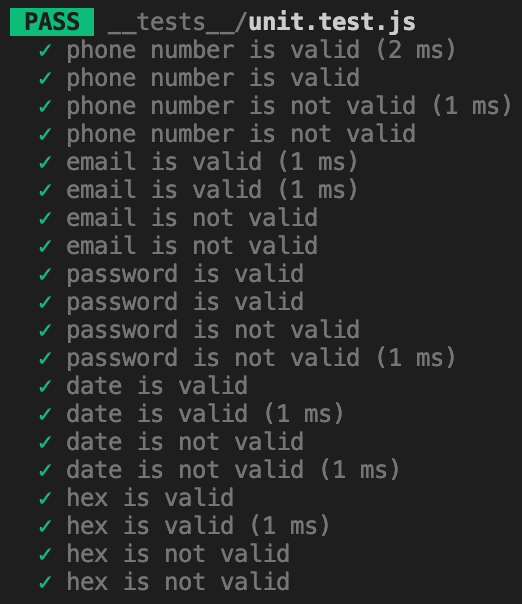 PASS __tests__/unit.test.js
✓ phone number is valid (2 ms)
✓ phone number is valid
✓ phone number is not valid (1 ms)
✓ phone number is not valid
✓ email is valid (1 ms)
✓ email is valid (1 ms)
✓ email is not valid
✓ email is not valid
✓ password is valid
✓ password is valid
✓ password is not valid
✓ password is not valid (1 ms)
✓ date is valid
✓ date is valid (1 ms)
✓ date is not valid
✓ date is not valid (1 ms)
✓ hex is valid
✓ hex is valid (1 ms)
✓ hex is not valid
✓ hex is not valid